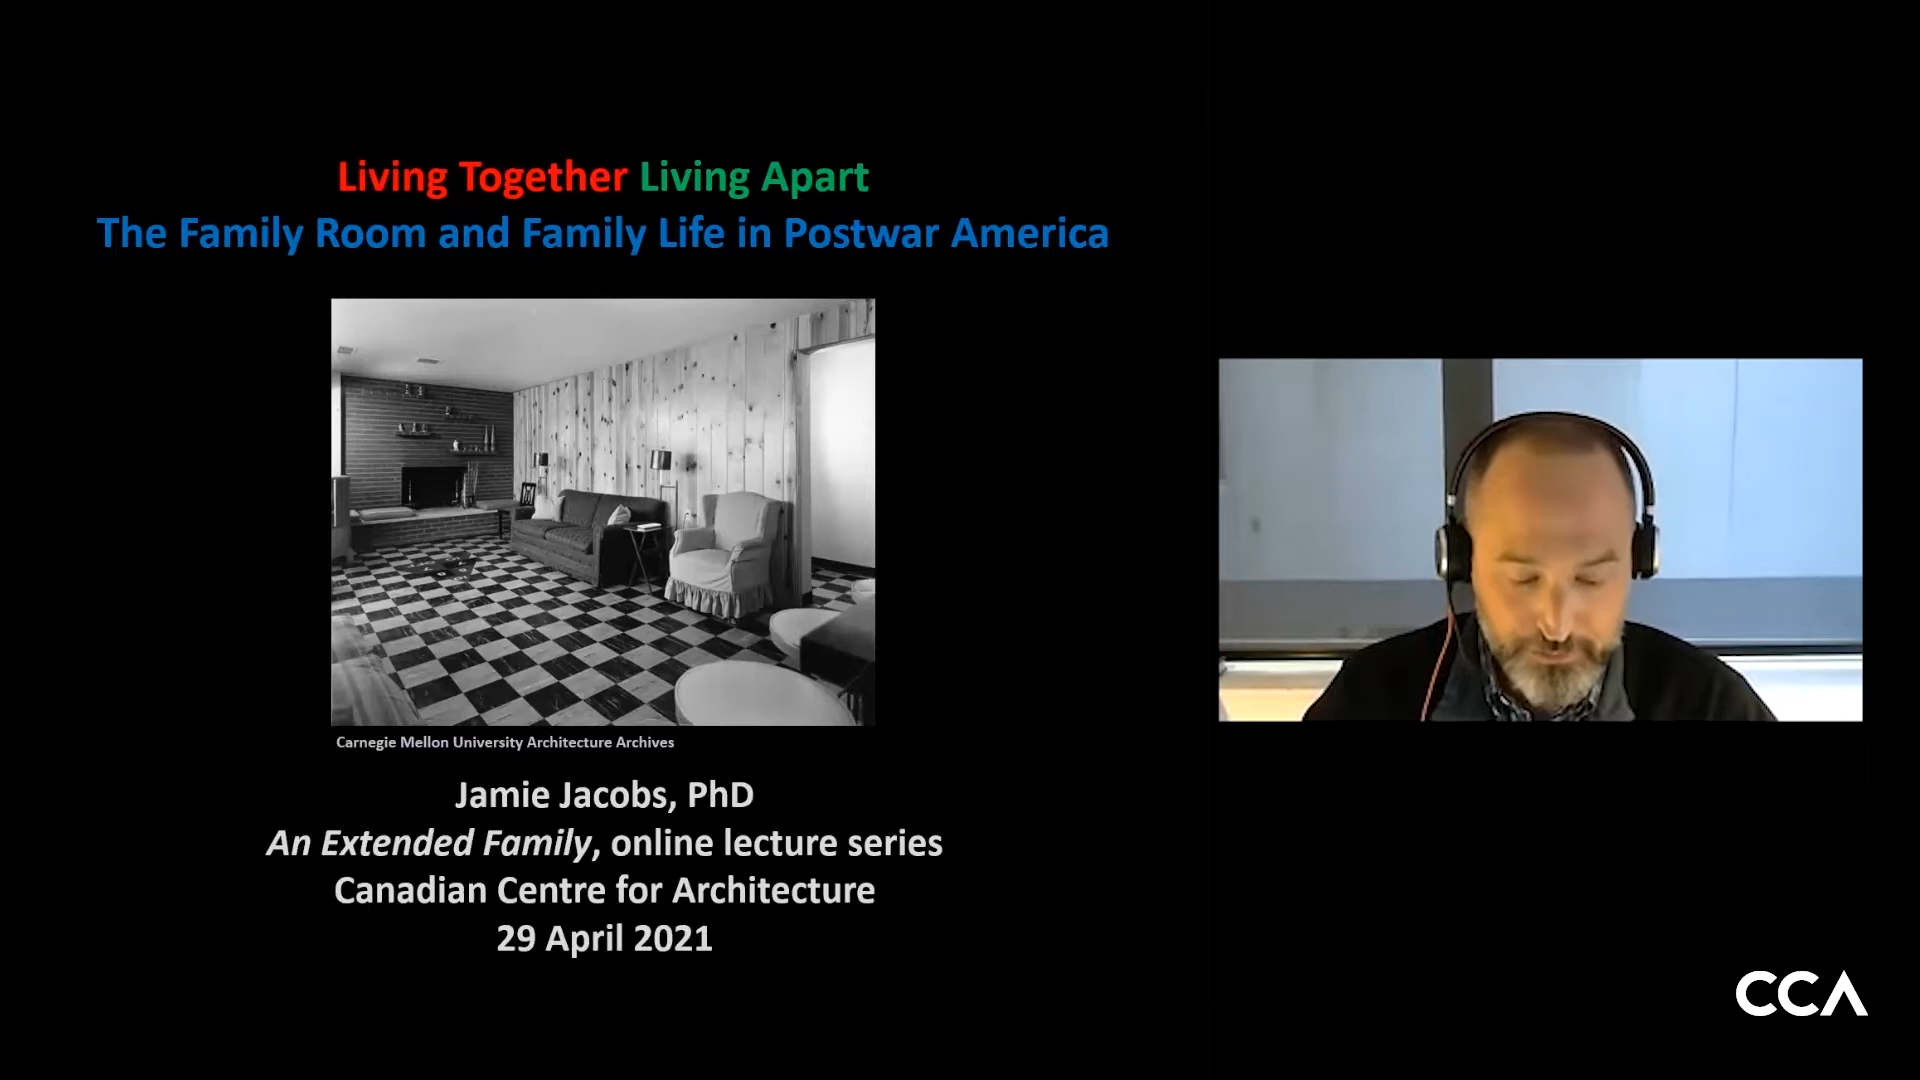 Living Together Living Apart
The Family Room and Family Life in Postwar America
Carnegie Mellon University Architecture Archives
Jamie Jacobs, PhD
An Extended Family, online lecture series
Canadian Centre for Architecture
29 April 2021
CCA